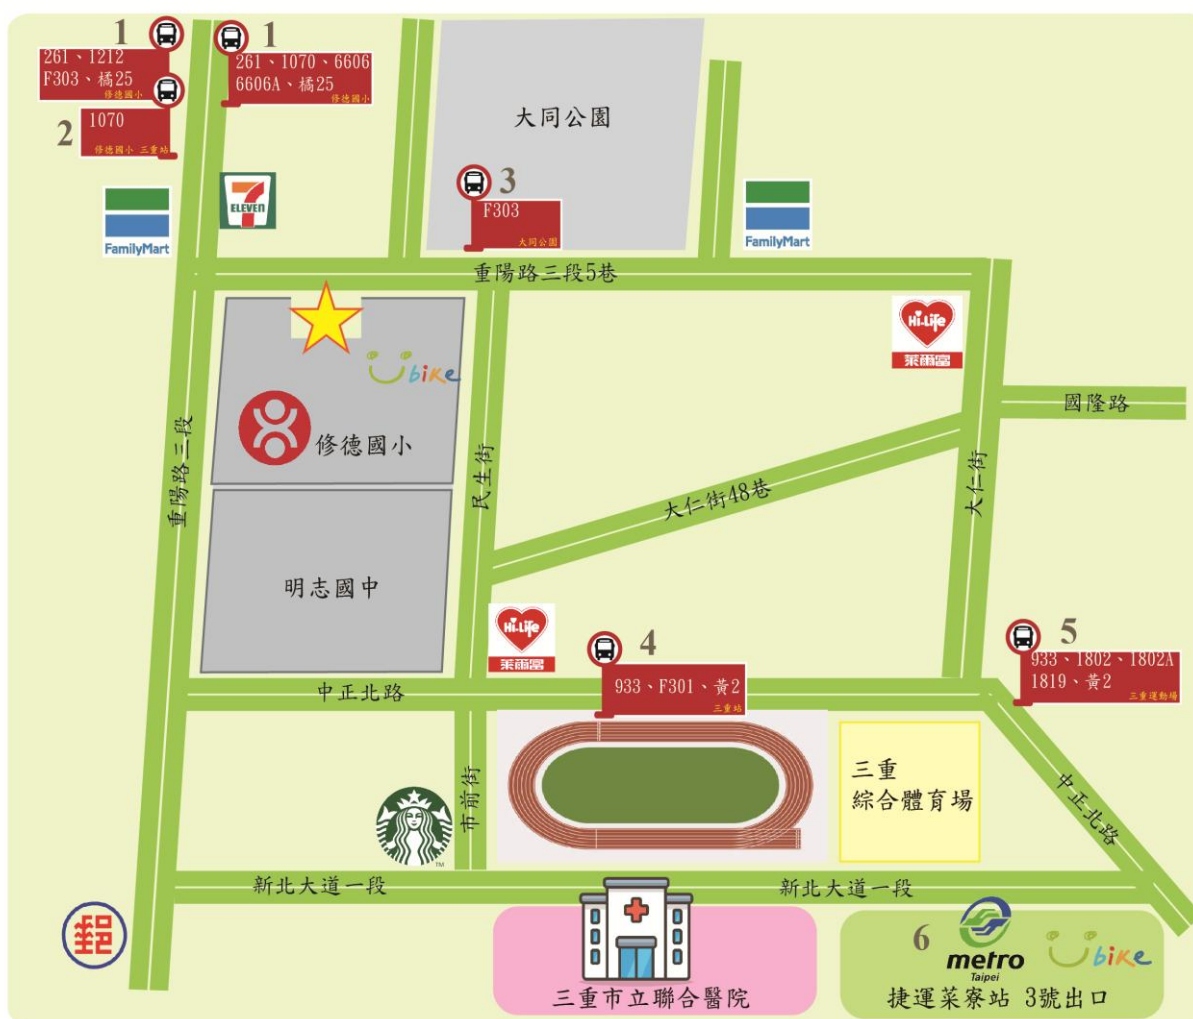 1
261、1212
F303、橘25
修德國小
2
1070
修德國小 三重站
1
261、1070、6606
6606A、橘25
修德國小
大同公園
3
F303
大同公園
FamilyMart
7
ELEVEN
FamilyMart
重陽路三段5巷
Hi-Life
萊爾富
國隆路
Ubike
修德國小
重陽路三段
民生街
大仁街48巷
大仁街
明志國中
Hi-Life
萊爾富
4
933、F301、黃2
三重站
5
933、1802、1802A
1819、黃2
三重運動場
中正北路
市前街
三重
綜合體育場
中正北路
TM
新北大道一段
新北大道一段
郵
三重市立聯合醫院
6
metro
Taipei
Ubike
捷運菜寮站 3號出口